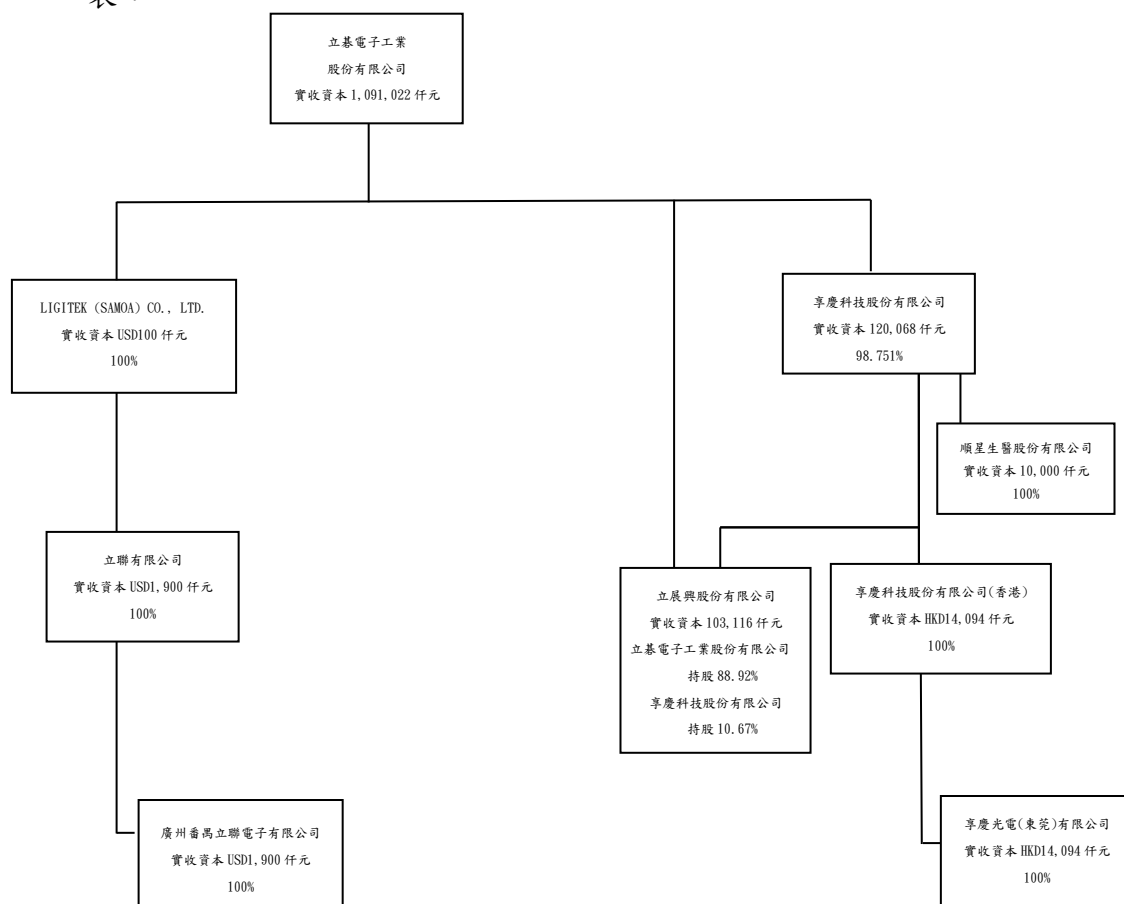 立碁電子工業
股份有限公司
實收資本 1,091,022 仟元
LIGITEK (SAMOA) CO., LTD.
實收資本 USD100 仟元
100%
享慶科技股份有限公司
實收資本 120,068 仟元
98.751%
順星生醫股份有限公司
實收資本 10,000 仟元
100%
立聯有限公司
實收資本 USD1,900 仟元
100%
立展興股份有限公司
實收資本 103,116 仟元
立碁電子工業股份有限公司
持股 88.92%
享慶科技股份有限公司
持股 10.67%
享慶科技股份有限公司(香港)
實收資本 HKD14,094 仟元
100%
廣州番禺立聯電子有限公司
實收資本 USD1,900 仟元
100%
享慶光電(東莞)有限公司
實收資本 HKD14,094 仟元
100%